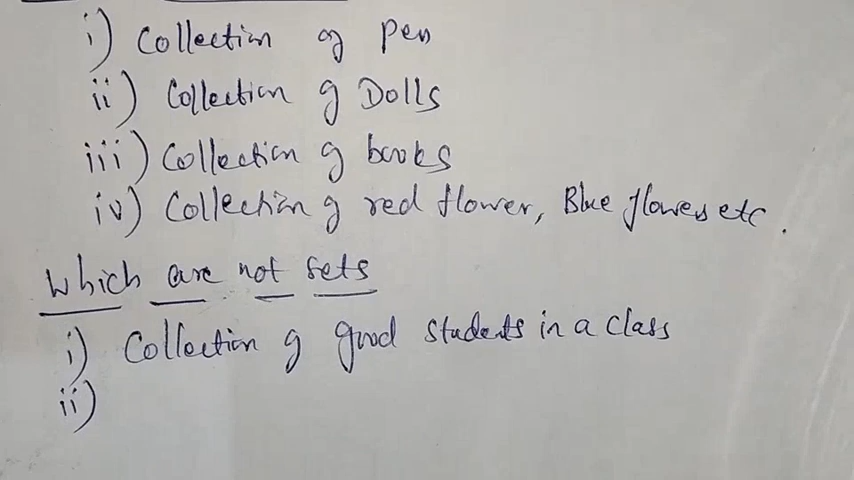 i) Collection of Pen
ii) Collection of Dolls
iii) Collection of books
iv) Collection of red flower, Blue flowers etc.
which are not sets
i) Collection of good students in a class
ii)